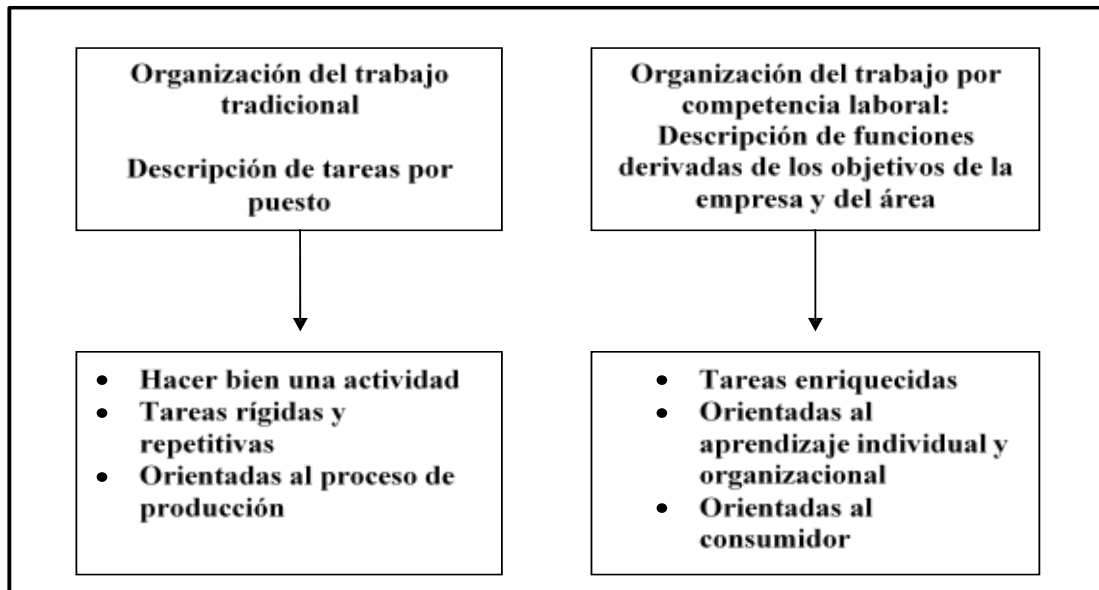 Organización del trabajo
tradicional
Descripción de tareas por
puesto
Organización del trabajo por
competencia laboral:
Descripción de funciones
derivadas de los objetivos de la
empresa y del área
• Hacer bien una actividad
• Tareas rígidas y
repetitivas
• Orientadas al proceso de
producción
• Tareas enriquecidas
• Orientadas al
aprendizaje individual y
organizacional
• Orientadas al
consumidor